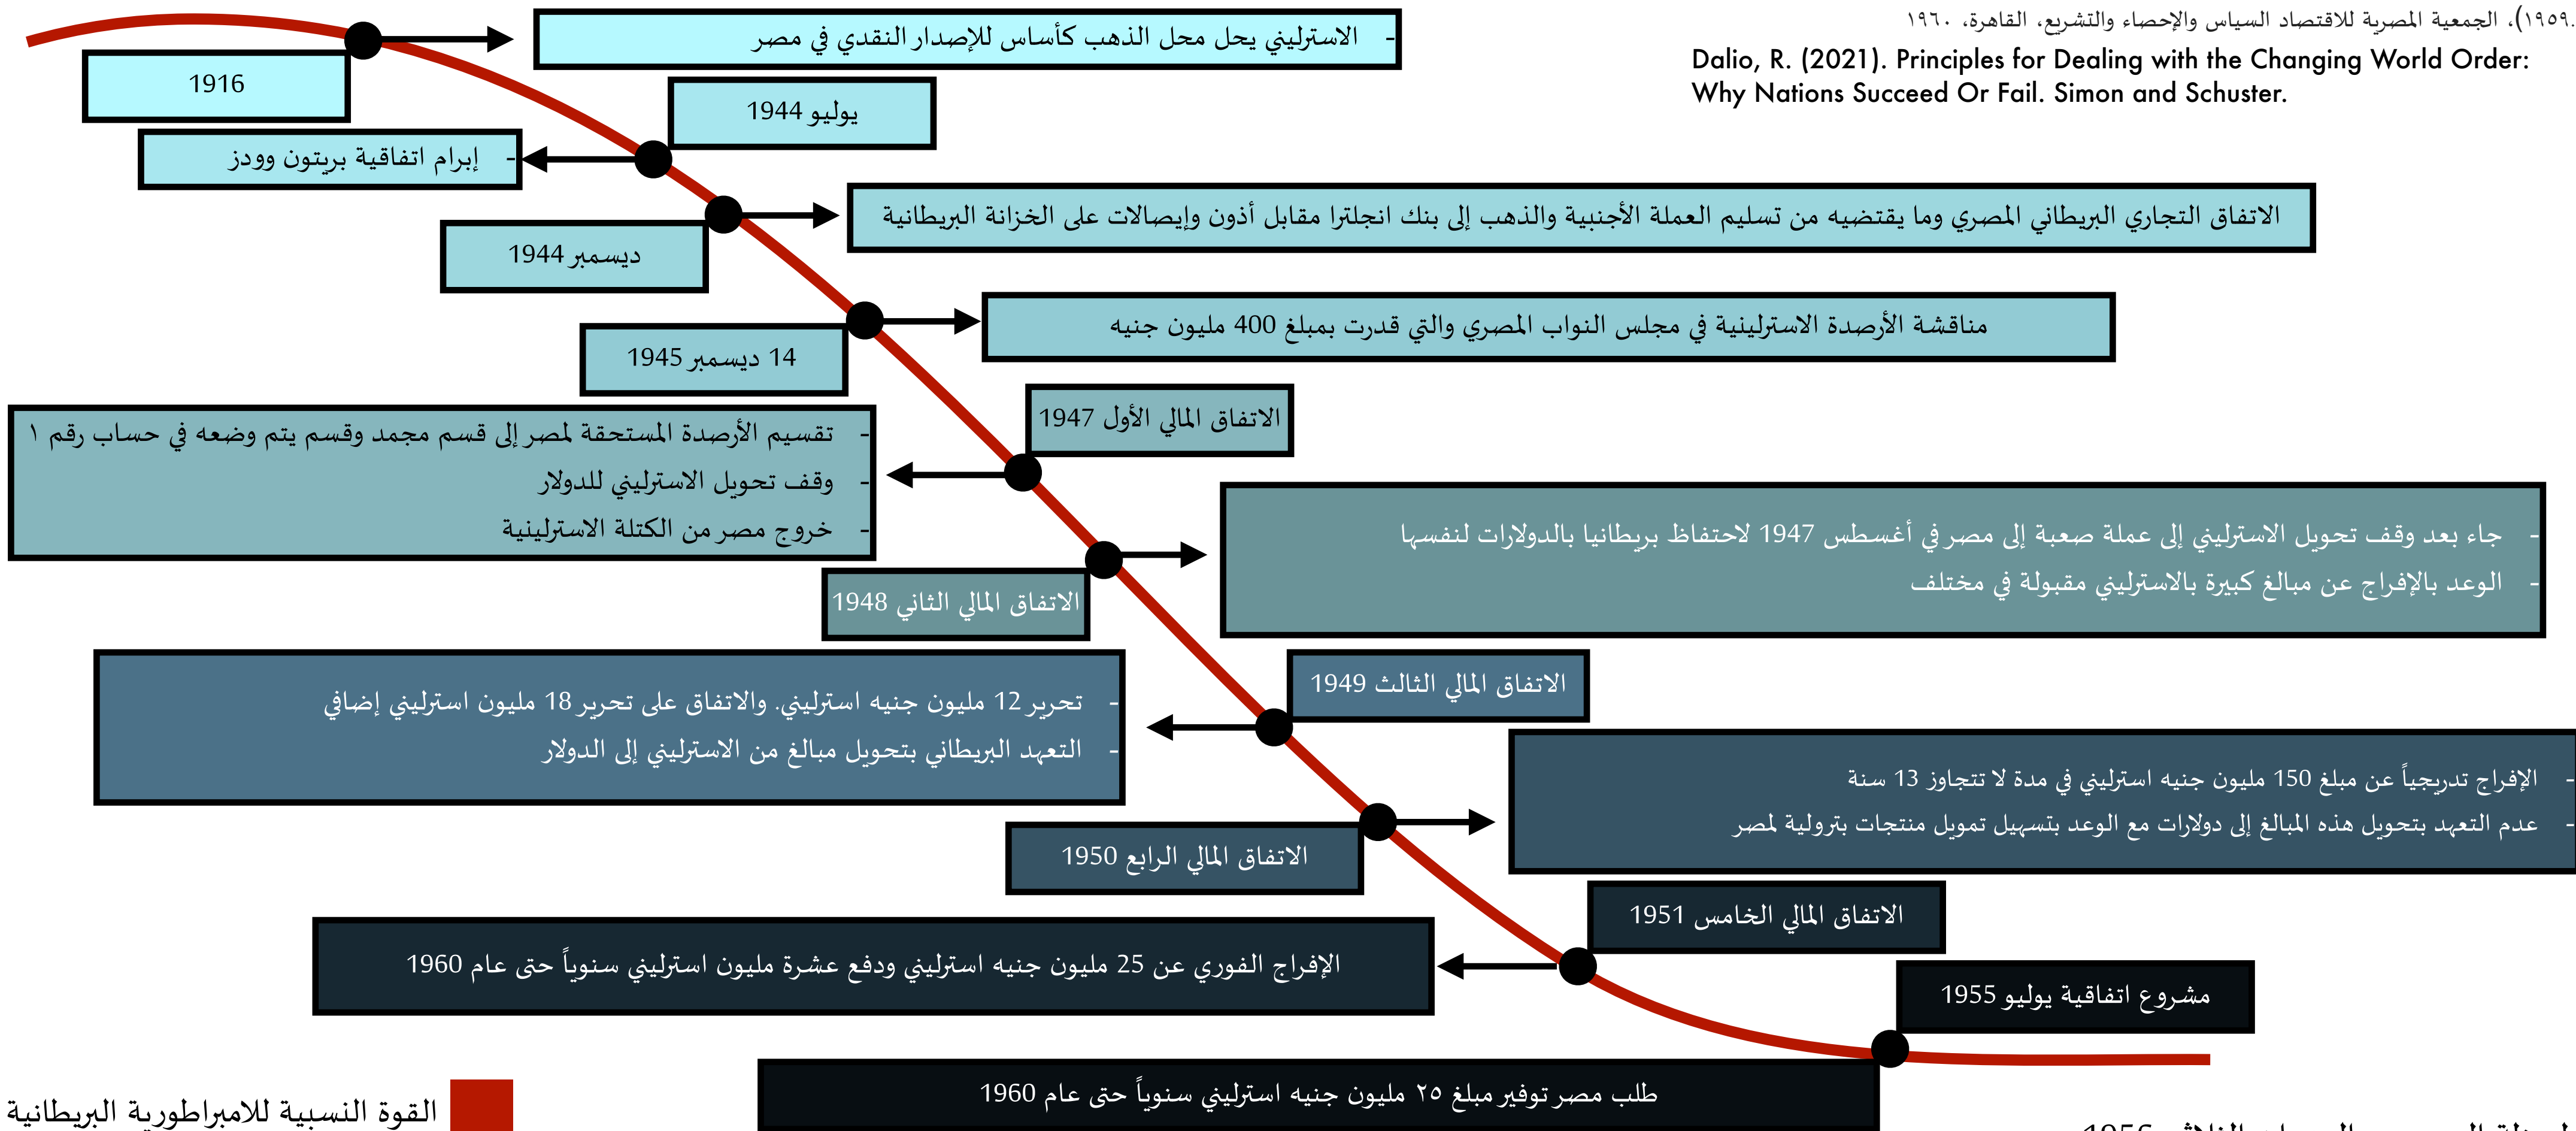 ١٩٥٩.)، الجمعية المصرية للاقتصاد السياس والإحصاء والتشريع، القاهرة، ١٩٦٠
Dalio, R. (2021). Principles for Dealing with the Changing World Order:
Why Nations Succeed Or Fail. Simon and Schuster.
1916
- الاسترليني يحل محل الذهب كأساس للإصدار النقدي في مصر
يوليو 1944
- إبرام اتفاقية بريتون وودز
ديسمبر 1944
الاتفاق التجاري البريطاني المصري وما يقتضيه من تسليم العملة الأجنبية والذهب إلى بنك انجلترا مقابل أذون وإيصالات على الخزانة البريطانية
14 ديسمبر 1945
مناقشة الأرصدة الاسترلينية في مجلس النواب المصري والتي قدرت بمبلغ 400 مليون جنيه
الاتفاق المالي الأول 1947
- تقسيم الأرصدة المستحقة لمصر إلى قسم مجمد وقسم يتم وضعه في حساب رقم ١
- وقف تحويل الاسترليني للدولار
- خروج مصر من الكتلة الاسترلينية
الاتفاق المالي الثاني 1948
- جاء بعد وقف تحويل الاسترليني إلى عملة صعبة إلى مصر في أغسطس 1947 لاحتفاظ بريطانيا بالدولارات لنفسها
- الوعد بالإفراج عن مبالغ كبيرة بالاسترليني مقبولة في مختلف
الاتفاق المالي الثالث 1949
- تحرير 12 مليون جنيه استرليني. والاتفاق على تحرير 18 مليون استرليني إضافي
- التعهد البريطاني بتحويل مبالغ من الاسترليني إلى الدولار
الاتفاق المالي الرابع 1950
- الإفراج تدريجياً عن مبلغ 150 مليون جنيه استرليني في مدة لا تتجاوز 13 سنة
- عدم التعهد بتحويل هذه المبالغ إلى دولارات مع الوعد بتسهيل تمويل منتجات بترولية لمصر
الاتفاق المالي الخامس 1951
الإفراج الفوري عن 25 مليون جنيه استرليني ودفع عشرة مليون استرليني سنوياً حتى عام 1960
مشروع اتفاقية يوليو 1955
طلب مصر توفير مبلغ ٢٥ مليون جنيه استرليني سنوياً حتى عام 1960
القوة النسبية للامبراطورية البريطانية